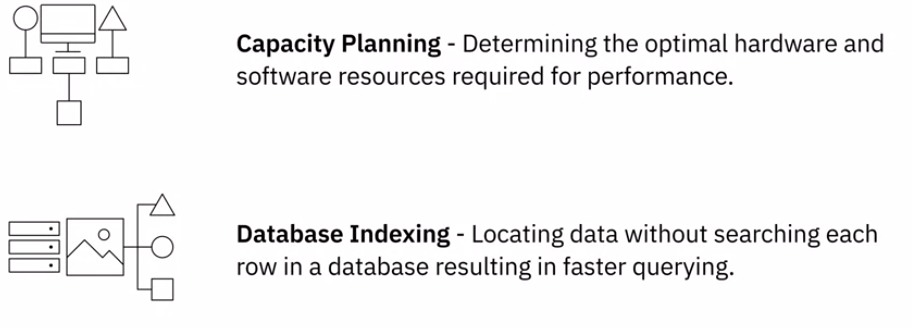 Capacity Planning - Determining the optimal hardware and
software resources required for performance.
Database Indexing - Locating data without searching each
row in a database resulting in faster querying.